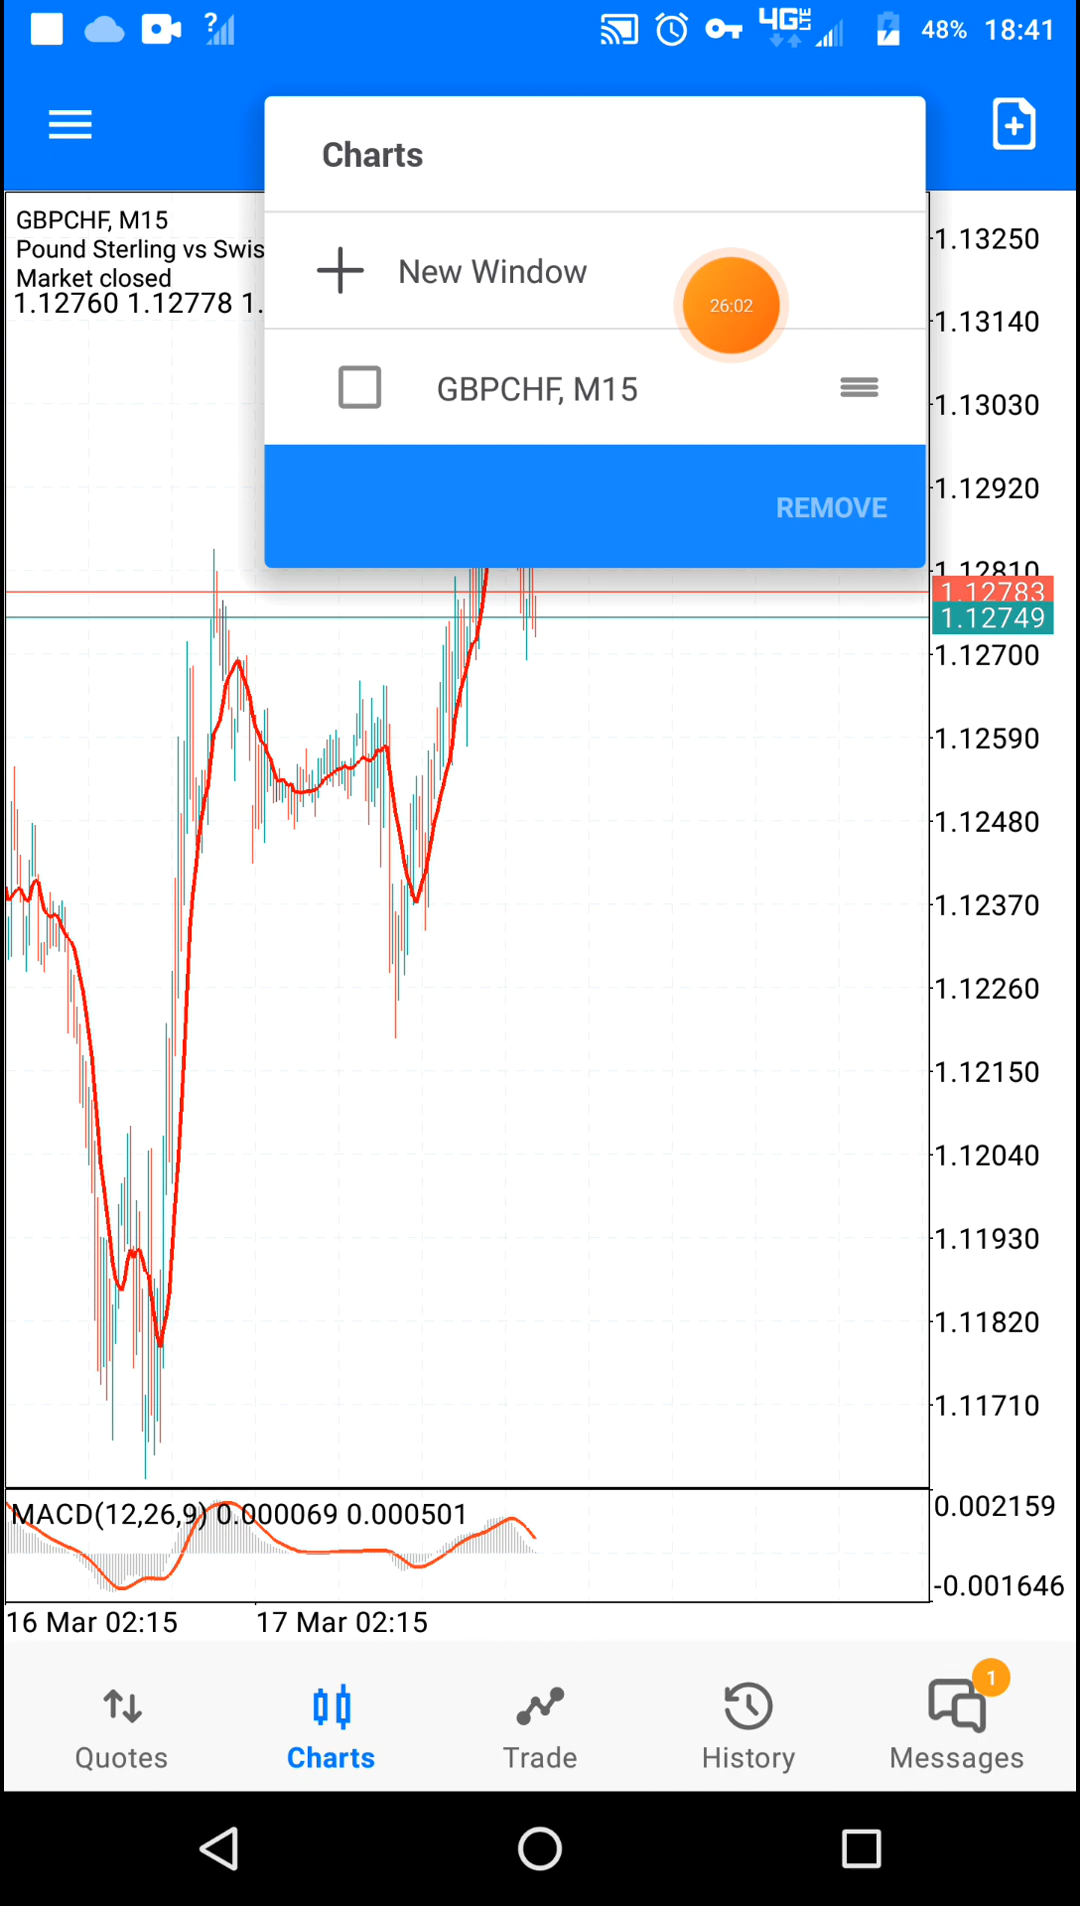 ? 4G LTE 48% 18:41
Charts
New Window
26:02
GBPCHF, M15
REMOVE
GBPCHF, M15
Pound Sterling vs Swis
Market closed
1.12760 1.12778 1.
1.13250
1.13140
1.13030
1.12920
1.12810
1.12783
1.12749
1.12700
1.12590
1.12480
1.12370
1.12260
1.12150
1.12040
1.11930
1.11820
1.11710
MACD(12,26,9) 0.000069 0.000501
0.002159
-0.001646
16 Mar 02:15 17 Mar 02:15
1
Quotes Charts Trade History Messages